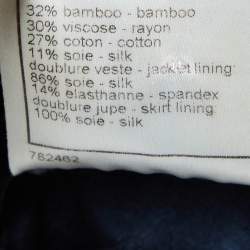 32% bamboo - bamboo
30% viscose - rayon
27% coton - cotton
11% soie - silk
doublure veste - jacket lining:
86% soie - silk
14% elasthanne - spandex
doublure jupe - skirt lining:
100% soie - silk
782462